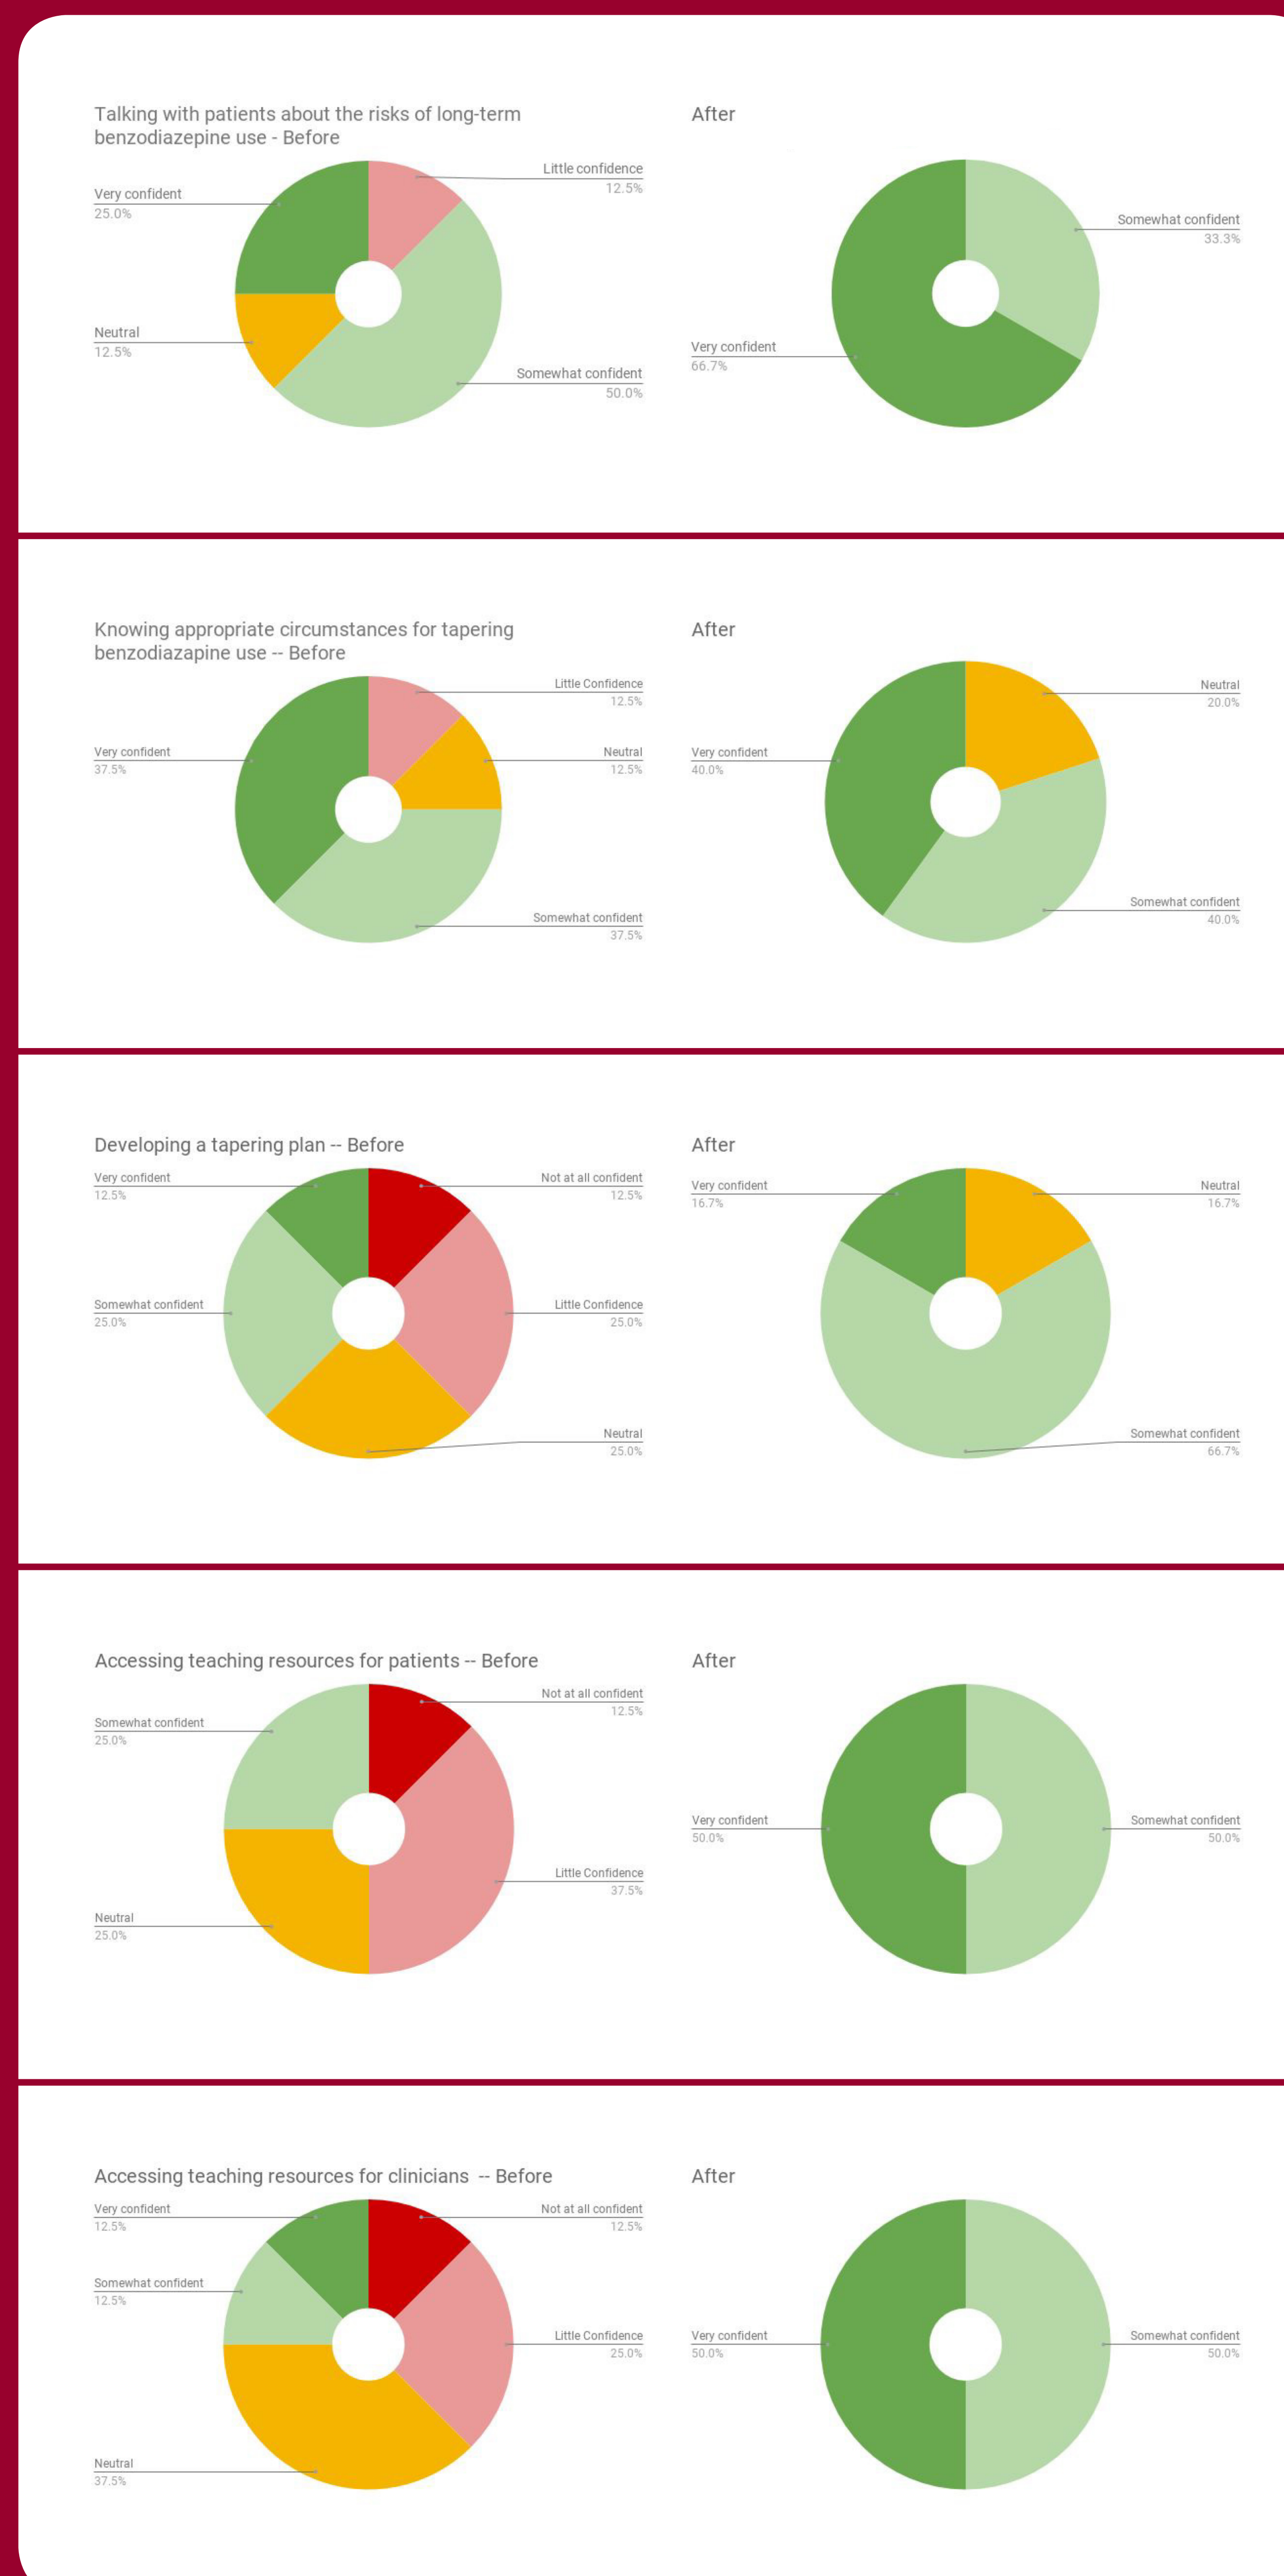 Talking with patients about the risks of long-term
benzodiazepine use - Before
Little confidence
12.5%
Very confident
25.0%
Neutral
12.5%
Somewhat confident
50.0%
After
Somewhat confident
33.3%
Very confident
66.7%
Knowing appropriate circumstances for tapering
benzodiazapine use -- Before
Little Confidence
12.5%
Very confident
37.5%
Neutral
12.5%
Somewhat confident
37.5%
After
Neutral
20.0%
Very confident
40.0%
Somewhat confident
40.0%
Developing a tapering plan -- Before
Very confident
12.5%
Not at all confident
12.5%
Somewhat confident
25.0%
Little Confidence
25.0%
Neutral
25.0%
After
Very confident
16.7%
Neutral
16.7%
Somewhat confident
66.7%
Accessing teaching resources for patients -- Before
Not at all confident
12.5%
Somewhat confident
25.0%
Little Confidence
37.5%
Neutral
25.0%
After
Very confident
50.0%
Somewhat confident
50.0%
Accessing teaching resources for clinicians -- Before
Very confident
12.5%
Not at all confident
12.5%
Somewhat confident
12.5%
Little Confidence
25.0%
Neutral
37.5%
After
Very confident
50.0%
Somewhat confident
50.0%